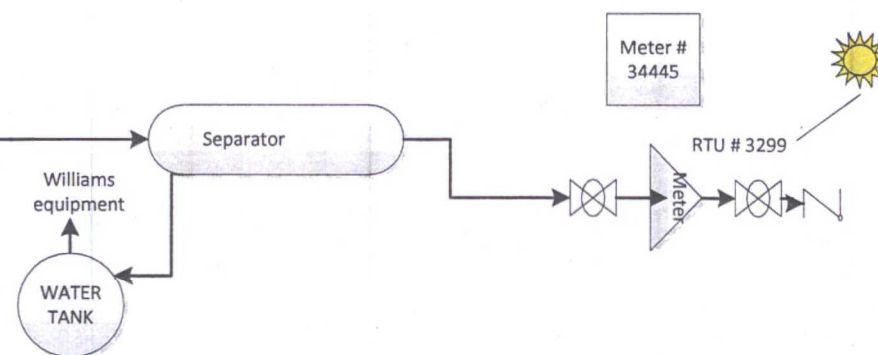 Meter #
34445
Separator
RTU # 3299
Williams
equipment
Meter
WATER
TANK